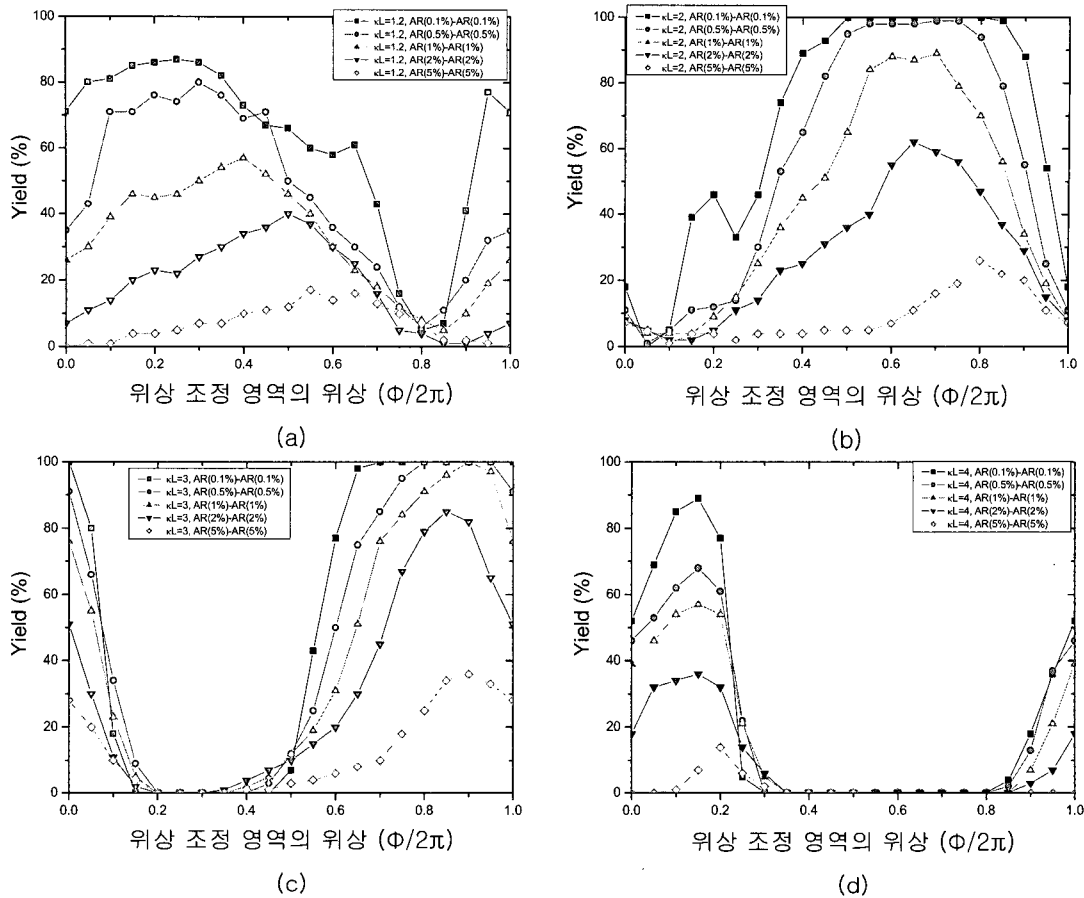 κL=1.2, AR(0.1%)-AR(0.1%)
κL=1.2, AR(0.5%)-AR(0.5%)
κL=1.2, AR(1%)-AR(1%)
κL=1.2, AR(2%)-AR(2%)
κL=1.2, AR(5%)-AR(5%)
Yield (%)
100
80
60
40
20
0
0.0 0.2 0.4 0.6 0.8 1.0
위상 조정 영역의 위상 (Φ/2π)
(a)
κL=2, AR(0.1%)-AR(0.1%)
κL=2, AR(0.5%)-AR(0.5%)
κL=2, AR(1%)-AR(1%)
κL=2, AR(2%)-AR(2%)
κL=2, AR(5%)-AR(5%)
Yield (%)
100
80
60
40
20
0
0.0 0.2 0.4 0.6 0.8 1.0
위상 조정 영역의 위상 (Φ/2π)
(b)
κL=3, AR(0.1%)-AR(0.1%)
κL=3, AR(0.5%)-AR(0.5%)
κL=3, AR(1%)-AR(1%)
κL=3, AR(2%)-AR(2%)
κL=3, AR(5%)-AR(5%)
Yield (%)
100
80
60
40
20
0
0.0 0.2 0.4 0.6 0.8 1.0
위상 조정 영역의 위상 (Φ/2π)
(c)
κL=4, AR(0.1%)-AR(0.1%)
κL=4, AR(0.5%)-AR(0.5%)
κL=4, AR(1%)-AR(1%)
κL=4, AR(2%)-AR(2%)
κL=4, AR(5%)-AR(5%)
Yield (%)
100
80
60
40
20
0
0.0 0.2 0.4 0.6 0.8 1.0
위상 조정 영역의 위상 (Φ/2π)
(d)